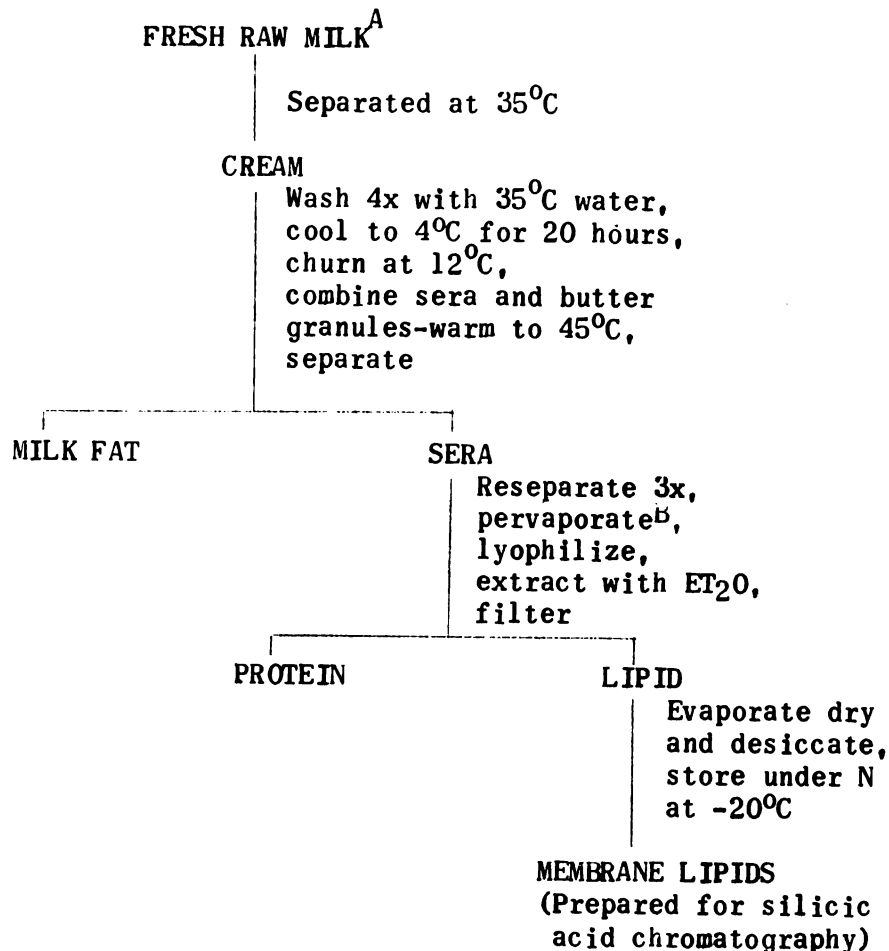 FRESH RAW MILK^A
Separated at 35°C
CREAM
Wash 4x with 35°C water,
cool to 4°C for 20 hours,
churn at 12°C,
combine sera and butter
granules-warm to 45°C,
separate
MILK FAT
SERA
Reseparate 3x,
pervaporate^B,
lyophilize,
extract with ET₂O,
filter
PROTEIN
LIPID
Evaporate dry
and desiccate,
store under N
at -20°C
MEMBRANE LIPIDS
(Prepared for silicic
acid chromatography)